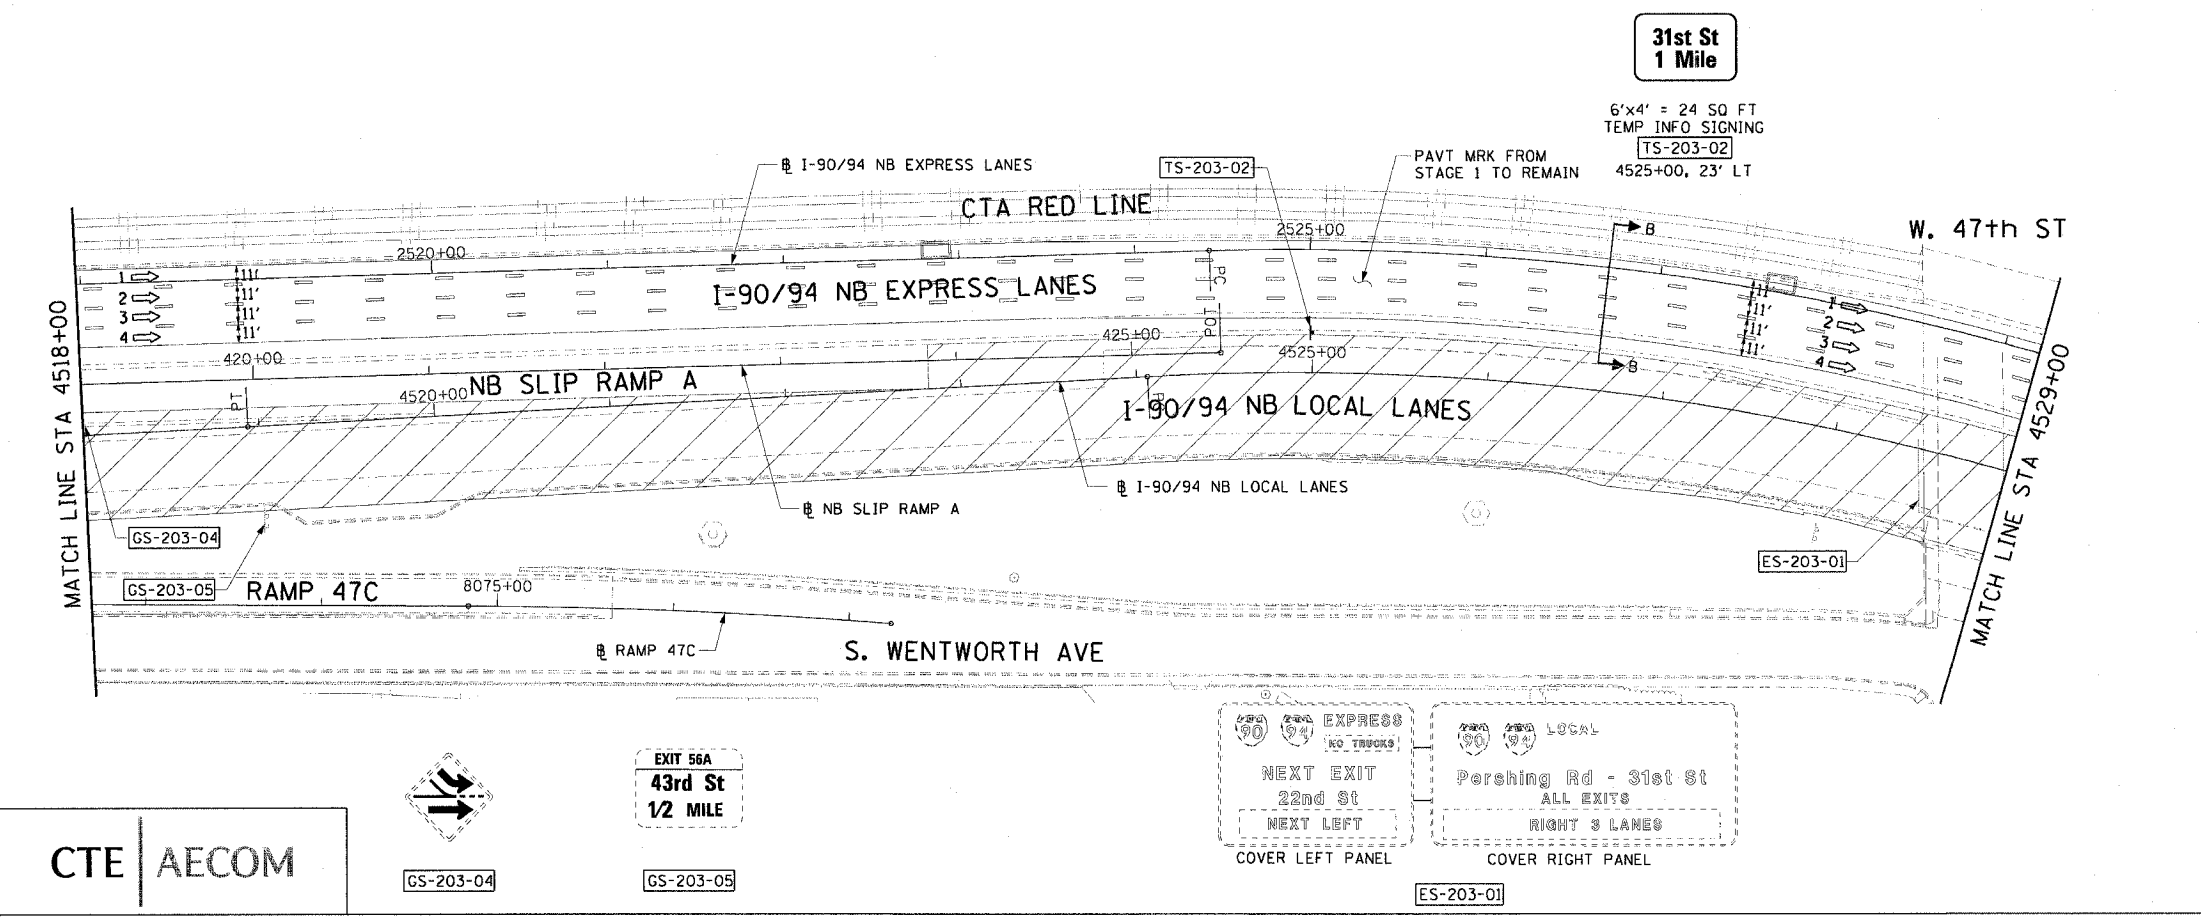 31st St
1 Mile
6'x4' = 24 SQ FT
TEMP INFO SIGNING
TS-203-02
4525+00, 23' LT
℄ I-90/94 NB EXPRESS LANES
TS-203-02
PAVT MRK FROM
STAGE 1 TO REMAIN
CTA RED LINE
W. 47th ST
2520+00
2525+00
B
1
2
3
4
11'
11'
11'
11'
I-90/94 NB EXPRESS LANES
PC
POT
11'
11'
11'
11'
1
2
3
4
420+00
425+00
4525+00
B
NB SLIP RAMP A
4520+00
PT
I-90/94 NB LOCAL LANES
MATCH LINE STA 4518+00
MATCH LINE STA 4529+00
℄ I-90/94 NB LOCAL LANES
℄ NB SLIP RAMP A
GS-203-04
ES-203-01
GS-203-05
RAMP 47C
8075+00
℄ RAMP 47C
S. WENTWORTH AVE
90 94 EXPRESS
NO TRUCKS
NEXT EXIT
22nd St
NEXT LEFT
90 94 LOCAL
Pershing Rd - 31st St
ALL EXITS
RIGHT 3 LANES
COVER LEFT PANEL
COVER RIGHT PANEL
ES-203-01
EXIT 56A
43rd St
1/2 MILE
GS-203-04
GS-203-05
CTE | AECOM